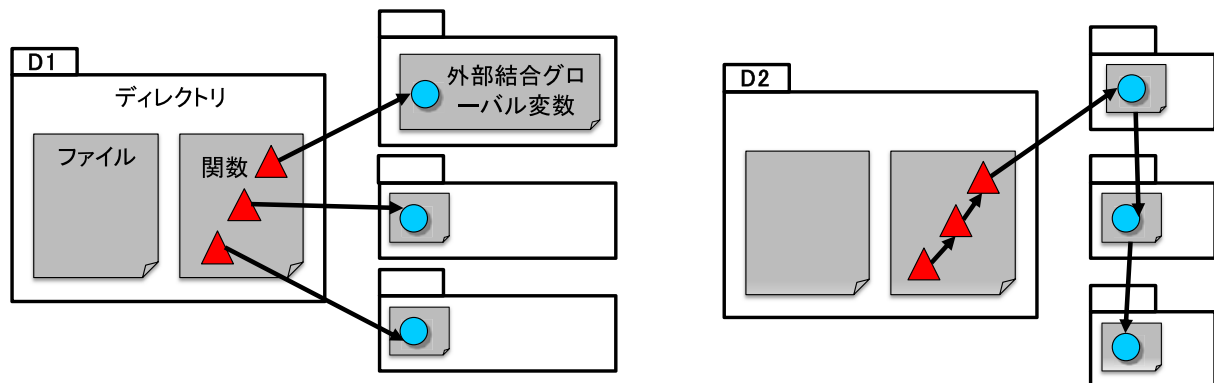 D1
ディレクトリ
ファイル
関数
外部結合グロ
ーバル変数
D2